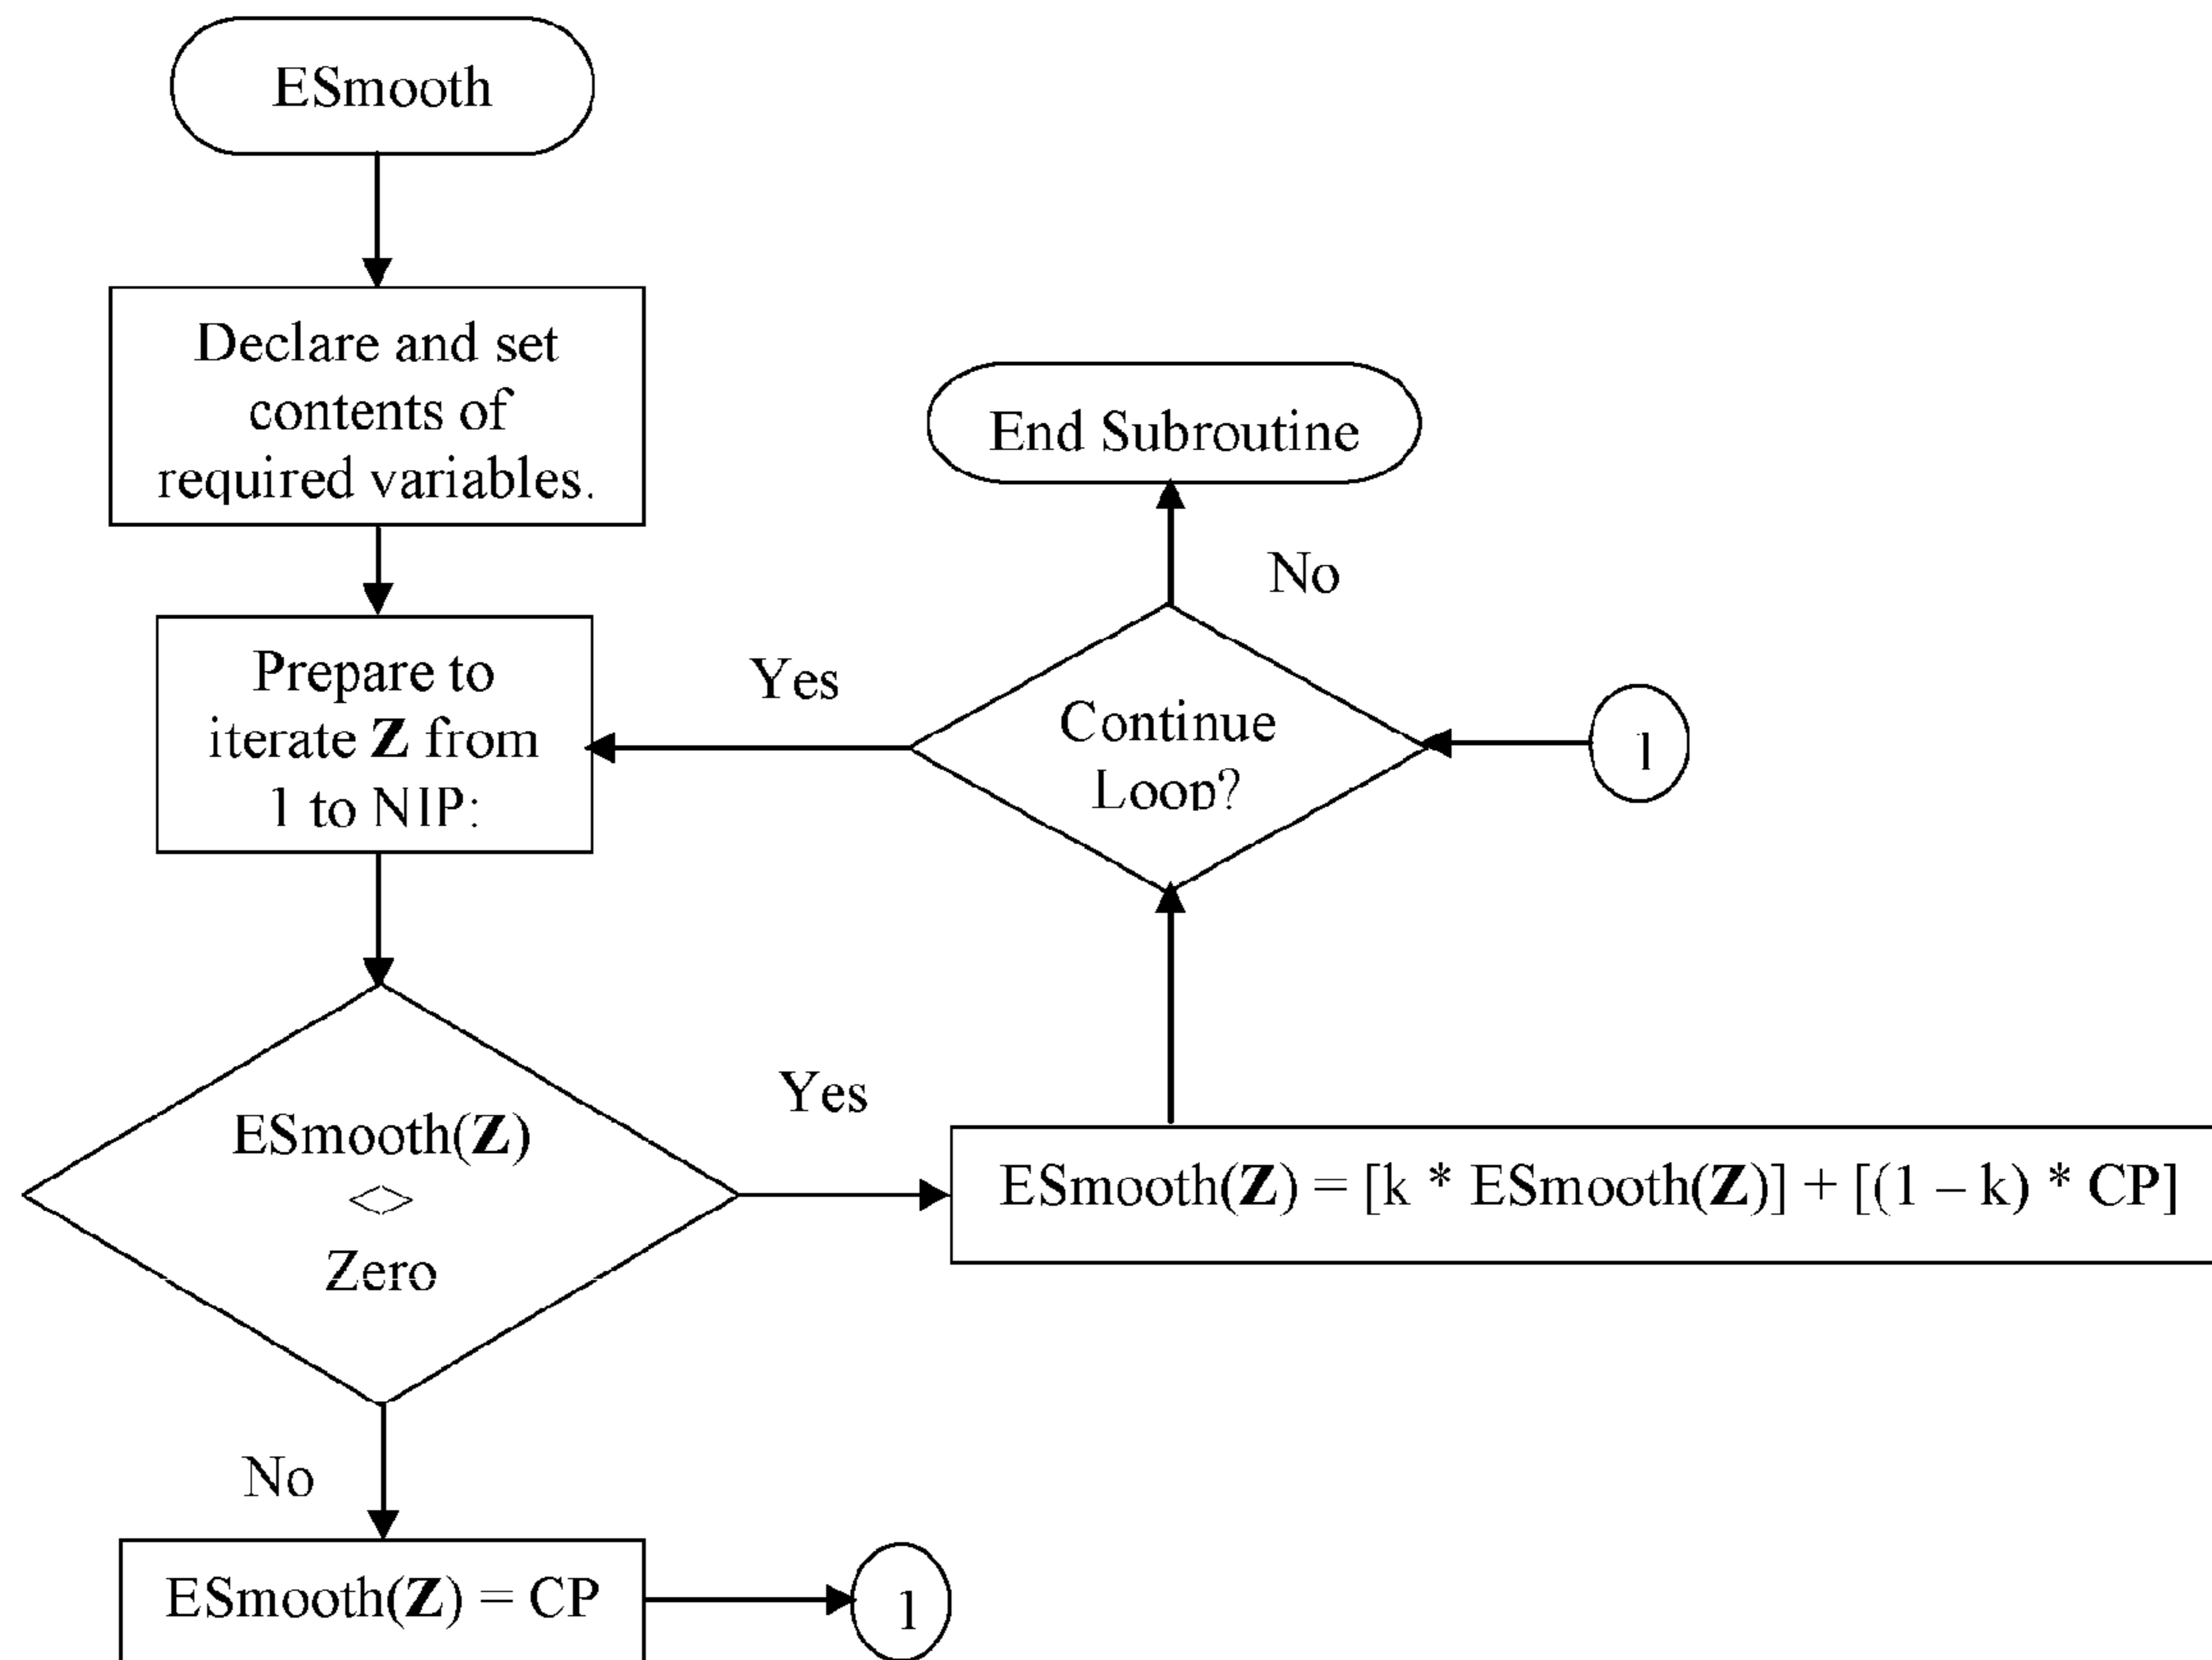 ESmooth
Declare and set
contents of
required variables.
Prepare to
iterate Z from
1 to NIP:
End Subroutine
No
Yes
Continue
Loop?
1
ESmooth(Z)
<>
Zero
Yes
ESmooth(Z) = [k * ESmooth(Z)] + [(1 – k) * CP]
No
ESmooth(Z) = CP
1